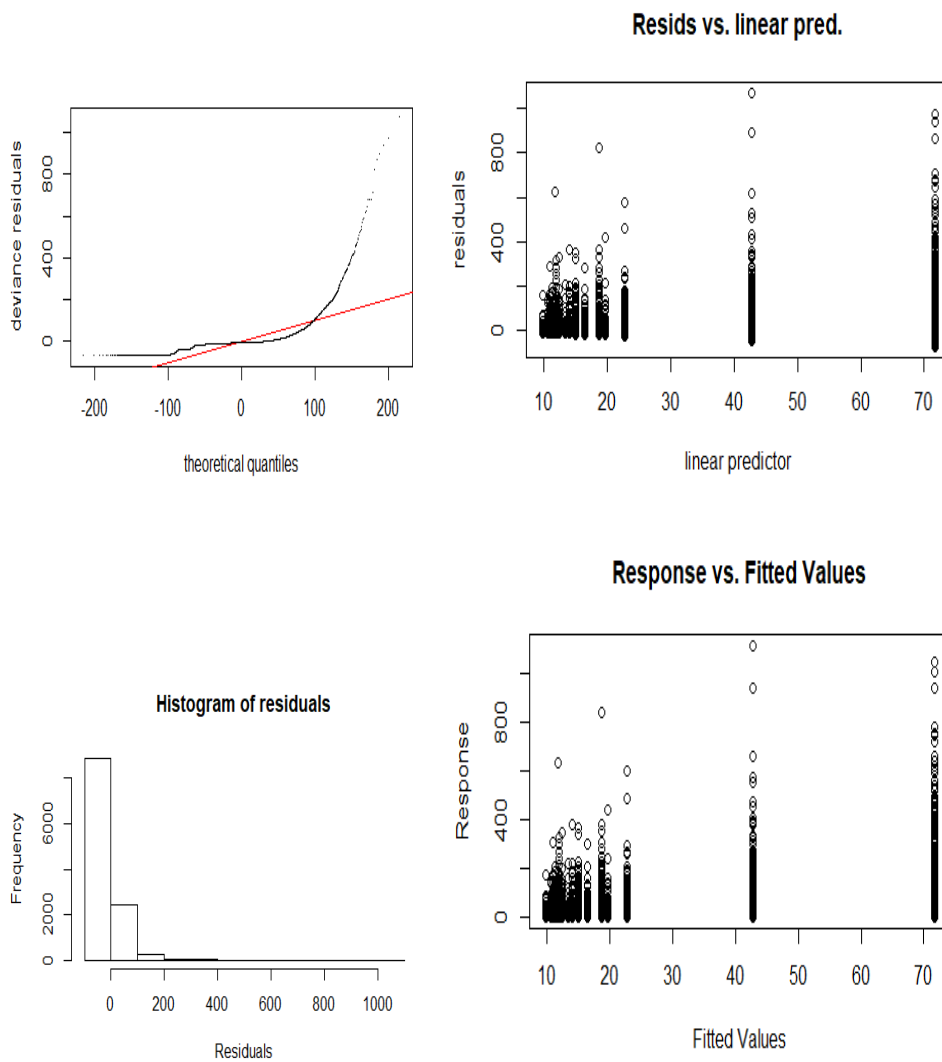 deviance residuals
0 400 800
-200 -100 0 100 200
theoretical quantiles
Resids vs. linear pred.
residuals
0 400 800
10 20 30 40 50 60 70
linear predictor
Histogram of residuals
Frequency
0 2000 6000
0 200 400 600 800 1000
Residuals
Response vs. Fitted Values
Response
0 400 800
10 20 30 40 50 60 70
Fitted Values